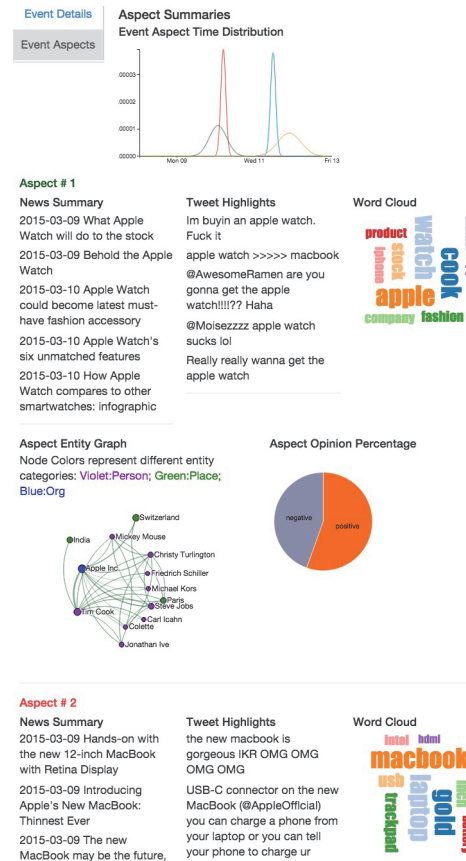 Event Details
Event Aspects
Aspect Summaries
Event Aspect Time Distribution
.00003
.00002
.00001
.00000
Mon 09
Wed 11
Fri 13
Aspect # 1
News Summary
2015-03-09 What Apple
Watch will do to the stock
2015-03-09 Behold the Apple
Watch
2015-03-10 Apple Watch
could become latest must-
have fashion accessory
2015-03-10 Apple Watch's
six unmatched features
2015-03-10 How Apple
Watch compares to other
smartwatches: infographic
Tweet Highlights
Im buyin an apple watch.
Fuck it
apple watch >>>>> macbook
@AwesomeRamen are you
gonna get the apple
watch!!!!?? Haha
@Moisezzzz apple watch
sucks lol
Really really wanna get the
apple watch
Word Cloud
product
iphone
stock
watch
cook
apple
company
fashion
Aspect Entity Graph
Node Colors represent different entity
categories: Violet:Person; Green:Place;
Blue:Org
Switzerland
India
Mickey Mouse
Christy Turlington
Apple Inc.
Friedrich Schiller
Michael Kors
Paris
Steve Jobs
Tim Cook
Carl Icahn
Colette
Jonathan Ive
Aspect Opinion Percentage
negative
positive
Aspect # 2
News Summary
2015-03-09 Hands-on with
the new 12-inch MacBook
with Retina Display
2015-03-09 Introducing
Apple's New MacBook:
Thinnest Ever
2015-03-09 The new
MacBook may be the future,
Tweet Highlights
the new macbook is
gorgeous IKR OMG OMG
OMG OMG
USB-C connector on the new
MacBook (@AppleOfficial)
you can charge a phone from
your laptop or you can tell
your phone to charge ur
Word Cloud
intel
hdmi
macbook
usb
trackpad
laptop
gold